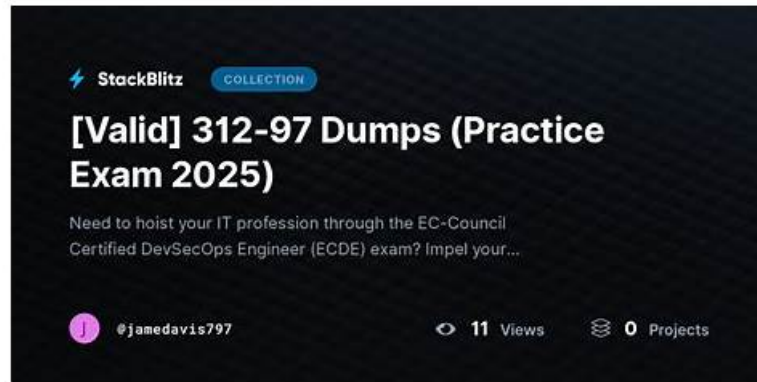 StackBlitz COLLECTION
[Valid] 312-97 Dumps (Practice
Exam 2025)
Need to hoist your IT profession through the EC-Council
Certified DevSecOps Engineer (ECDE) exam? Impel your...
J @jamedavis797 11 Views 0 Projects